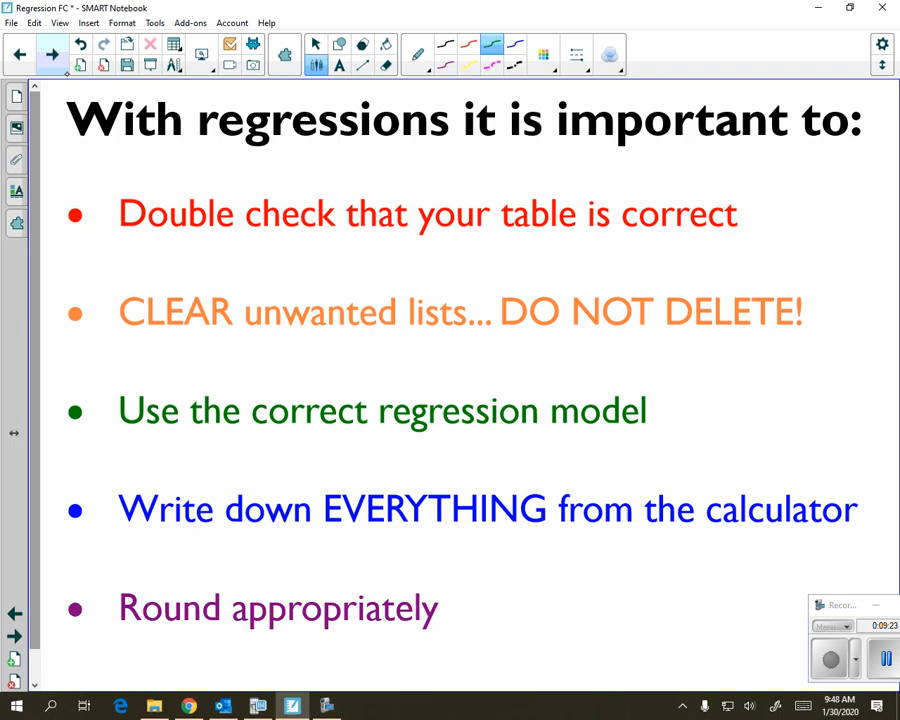 Regression FC * - SMART Notebook
File Edit View Insert Format Tools Add-ons Account Help
With regressions it is important to:
• Double check that your table is correct
• CLEAR unwanted lists... DO NOT DELETE!
• Use the correct regression model
• Write down EVERYTHING from the calculator
• Round appropriately
Recor...
Menu
0:09:23
9:48 AM
1/30/2020